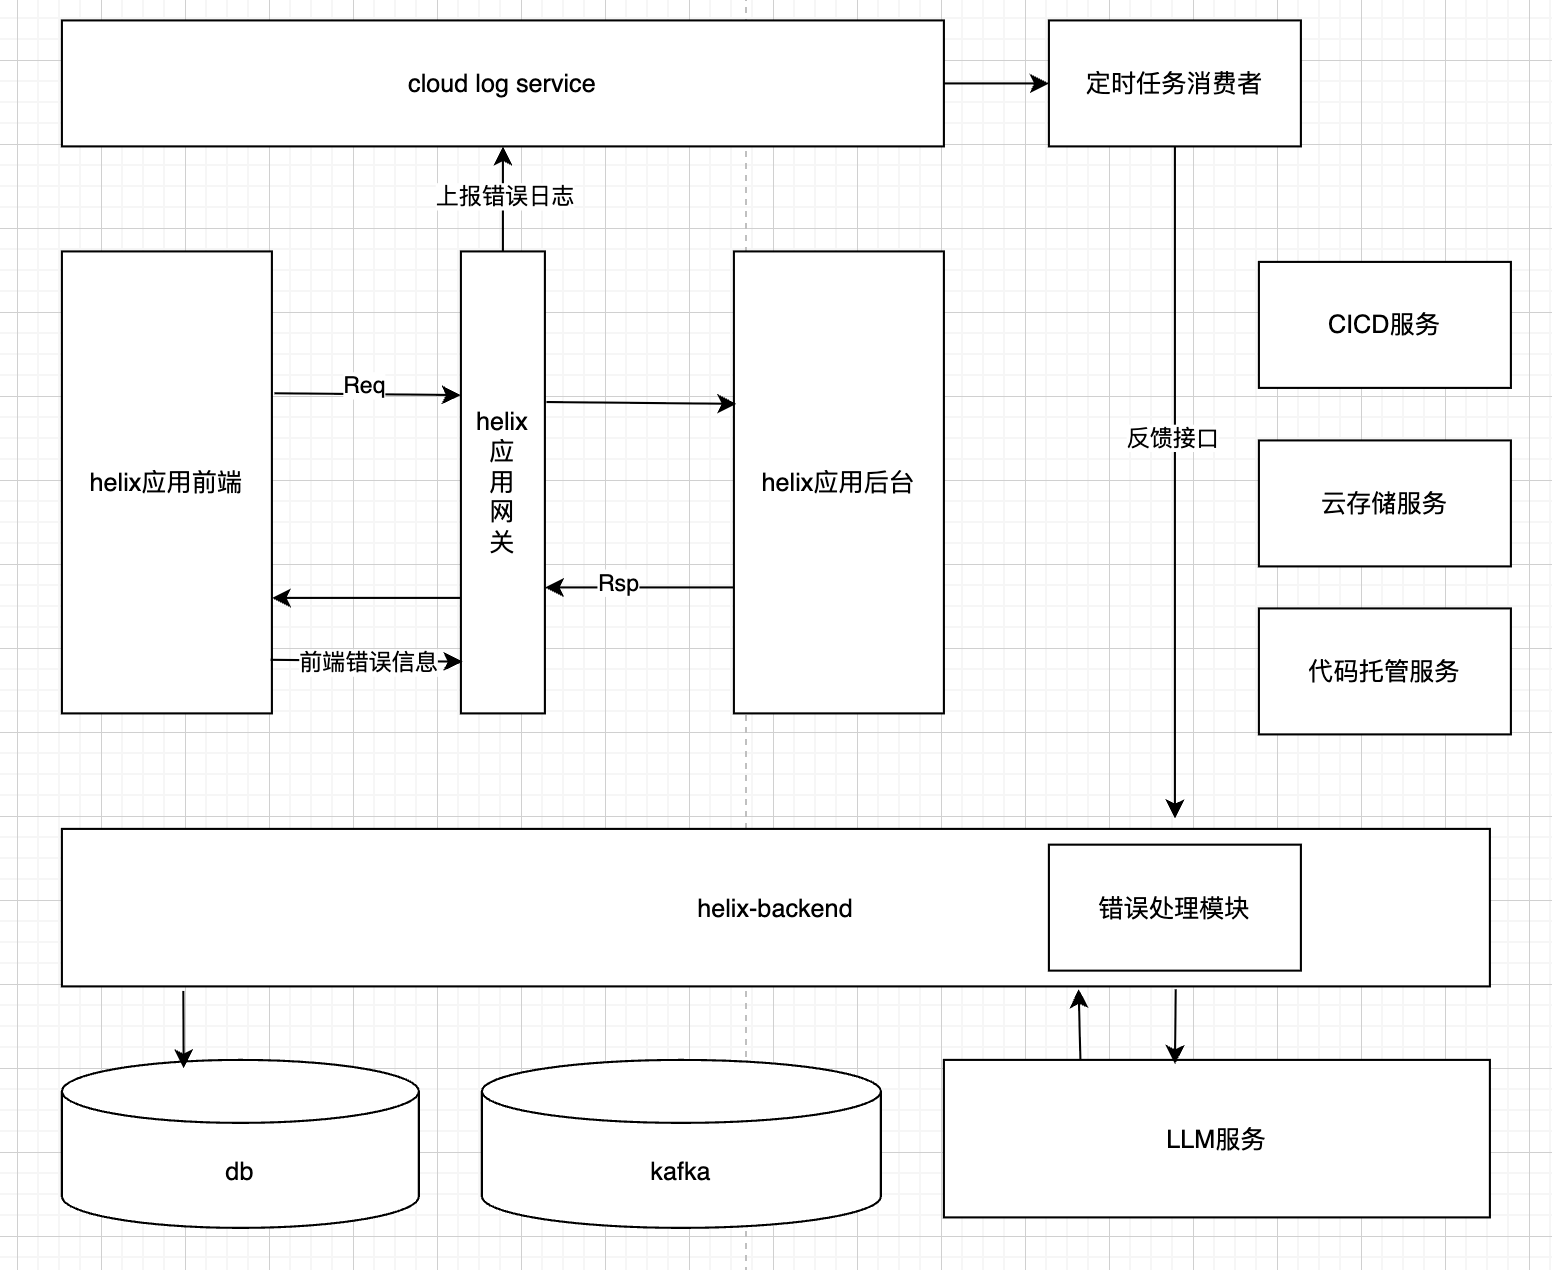 cloud log service
定时任务消费者
上报错误日志
CICD服务
Req
helix
应
用
网
关
反馈接口
helix应用前端
helix应用后台
云存储服务
Rsp
前端错误信息
代码托管服务
helix-backend
错误处理模块
LLM服务
db
kafka